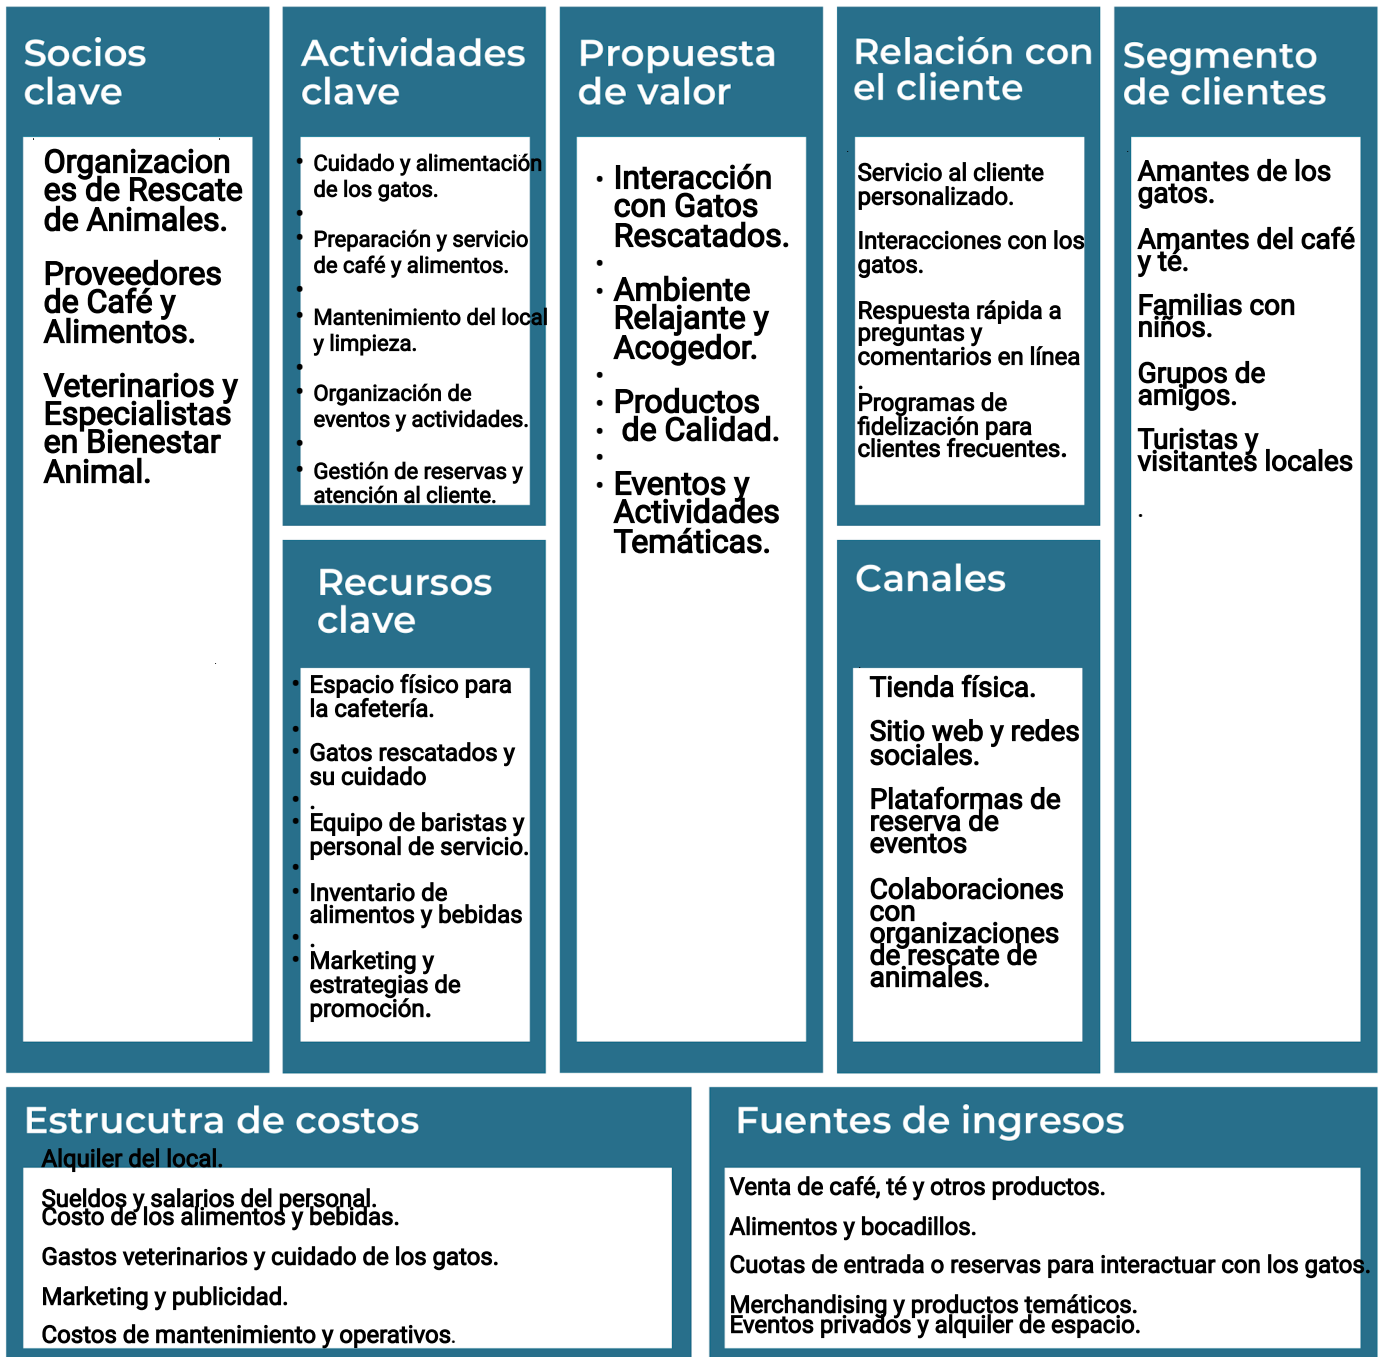 Socios
clave
Organizacion
es de Rescate
de Animales.
Proveedores
de Café y
Alimentos.
Veterinarios y
Especialistas
en Bienestar
Animal.
Actividades
clave
• Cuidado y alimentación
de los gatos.
•
• Preparación y servicio
de café y alimentos.
•
• Mantenimiento del local
y limpieza.
•
• Organización de
eventos y actividades.
•
• Gestión de reservas y
atención al cliente.
Recursos
clave
• Espacio físico para
la cafetería.
•
• Gatos rescatados y
su cuidado
• .
• Equipo de baristas y
personal de servicio.
•
• Inventario de
alimentos y bebidas
• .
• Marketing y
estrategias de
promoción.
Propuesta
de valor
• Interacción
con Gatos
Rescatados.
•
• Ambiente
Relajante y
Acogedor.
•
• Productos
• de Calidad.
•
• Eventos y
Actividades
Temáticas.
Relación con
el cliente
Servicio al cliente
personalizado.
Interacciones con los
gatos.
Respuesta rápida a
preguntas y
comentarios en línea
.
Programas de
fidelización para
clientes frecuentes.
Canales
Tienda física.
Sitio web y redes
sociales.
Plataformas de
reserva de
eventos
Colaboraciones
con
organizaciones
de rescate de
animales.
Segmento
de clientes
Amantes de los
gatos.
Amantes del café
y té.
Familias con
niños.
Grupos de
amigos.
Turistas y
visitantes locales
.
Estrucutra de costos
Alquiler del local.
Sueldos y salarios del personal.
Costo de los alimentos y bebidas.
Gastos veterinarios y cuidado de los gatos.
Marketing y publicidad.
Costos de mantenimiento y operativos.
Fuentes de ingresos
Venta de café, té y otros productos.
Alimentos y bocadillos.
Cuotas de entrada o reservas para interactuar con los gatos.
Merchandising y productos temáticos.
Eventos privados y alquiler de espacio.